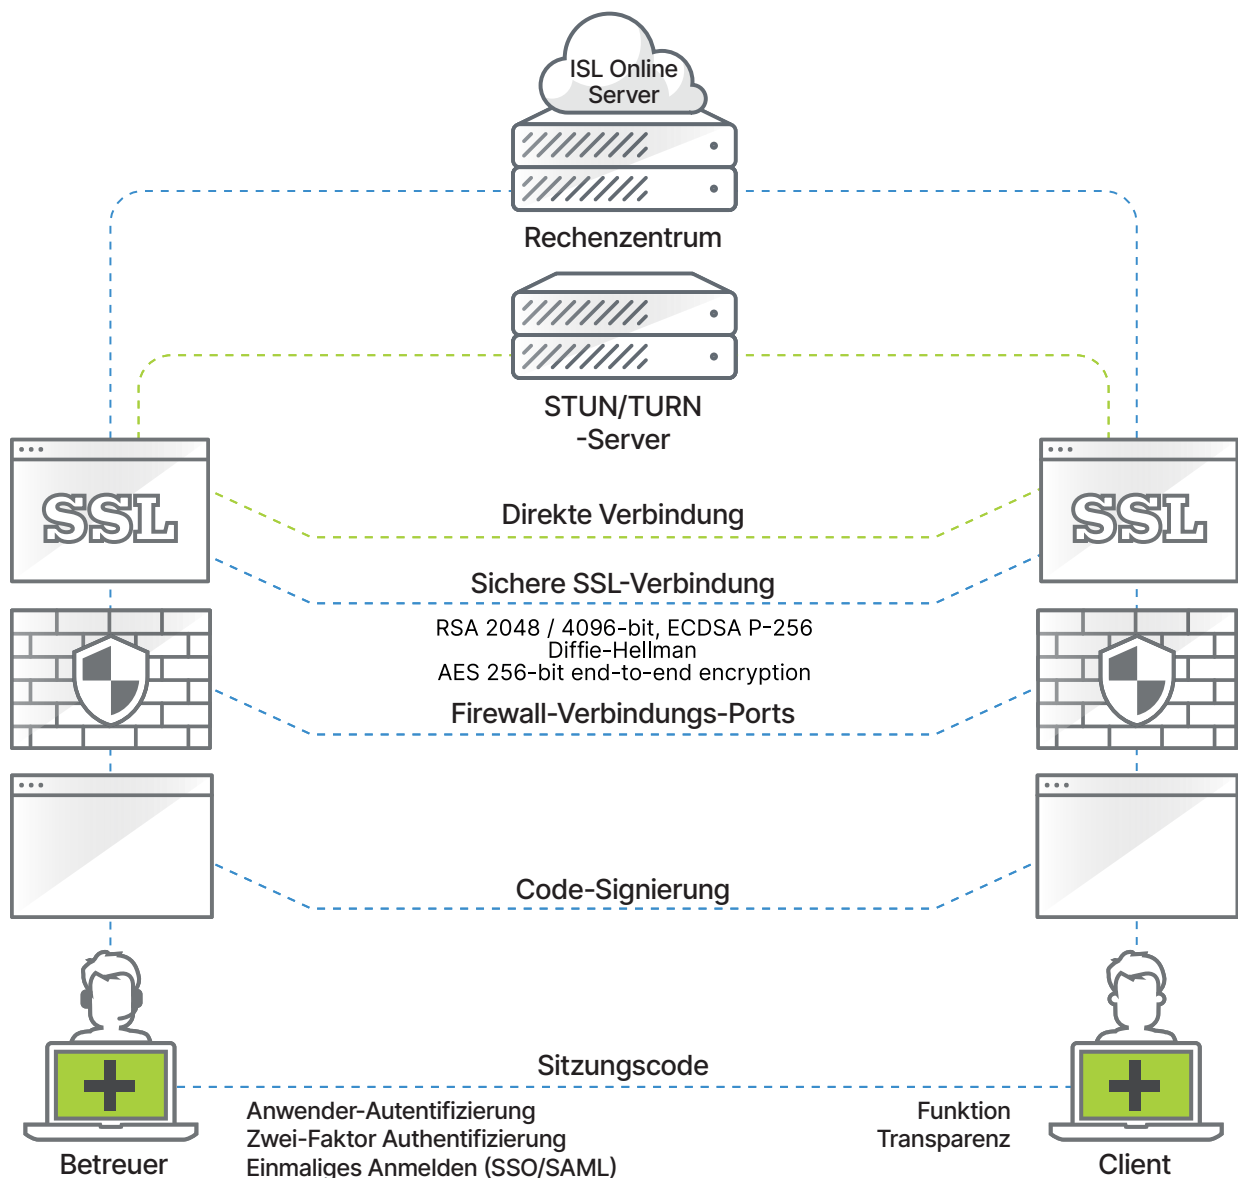 ISL Online
Server
Rechenzentrum
STUN/TURN
-Server
SSL
SSL
Direkte Verbindung
Sichere SSL-Verbindung
RSA 2048 / 4096-bit, ECDSA P-256
Diffie-Hellman
AES 256-bit end-to-end encryption
Firewall-Verbindungs-Ports
Code-Signierung
Sitzungscode
Anwender-Autentifizierung
Zwei-Faktor Authentifizierung
Einmaliges Anmelden (SSO/SAML)
Funktion
Transparenz
Betreuer
Client